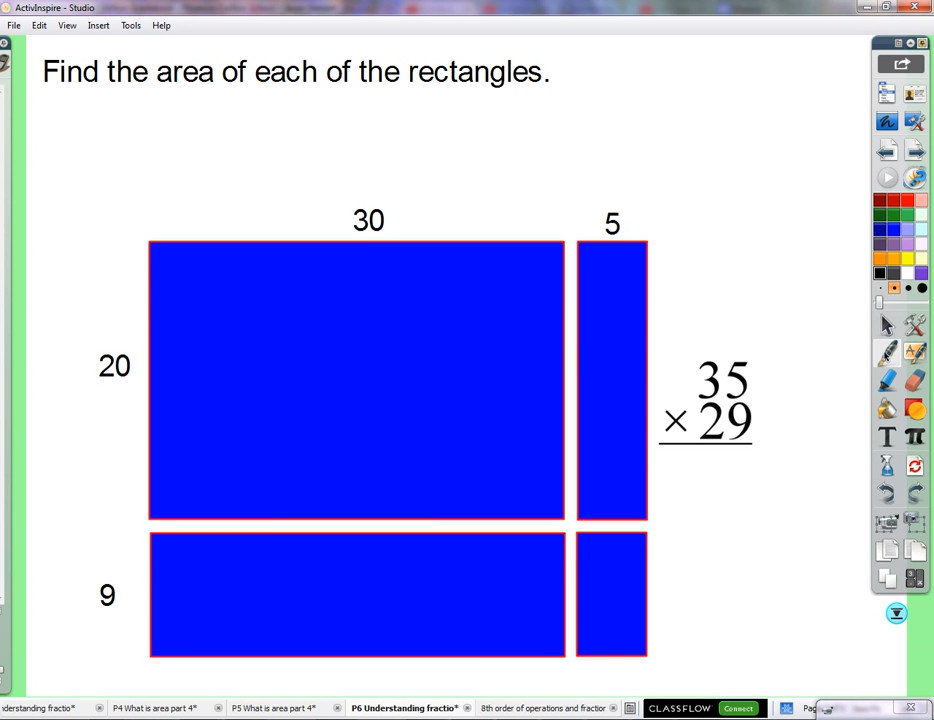 ActivInspire - Studio
File Edit View Insert Tools Help
Find the area of each of the rectangles.
30
5
20
35
× 29
9
derstanding fractio*
P4 What is area part 4*
P5 What is area part 4*
P6 Understanding fractio*
8th order of operations and fraction
CLASSFLOW Connect